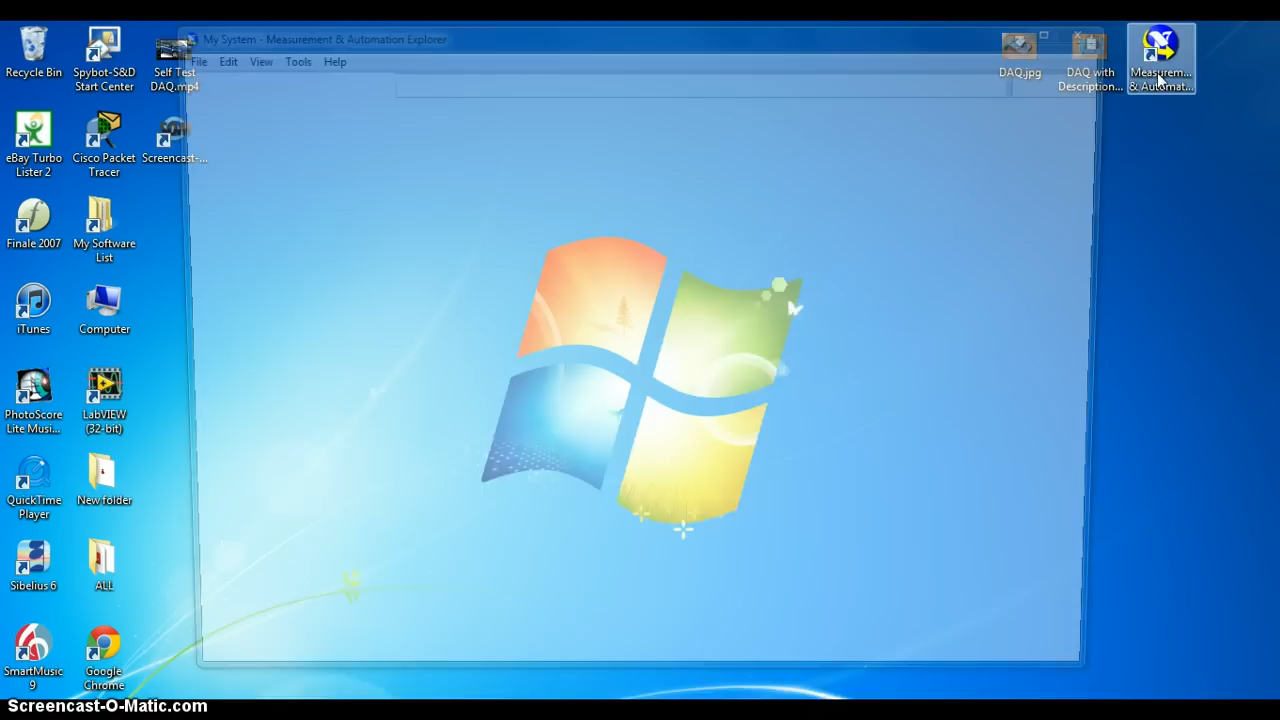 My System - Measurement & Automation Explorer
File Edit View Tools Help
Recycle Bin
Spybot-S&D
Start Center
Self Test
DAQ.mp4
DAQ.jpg
DAQ with
Description...
Measurem...
& Automat...
eBay Turbo
Lister 2
Cisco Packet
Tracer
Screencast-...
Finale 2007
My Software
List
iTunes
Computer
PhotoScore
Lite Musi...
LabVIEW
(32-bit)
QuickTime
Player
New folder
Sibelius 6
ALL
SmartMusic
9
Google
Chrome
Screencast-O-Matic.com